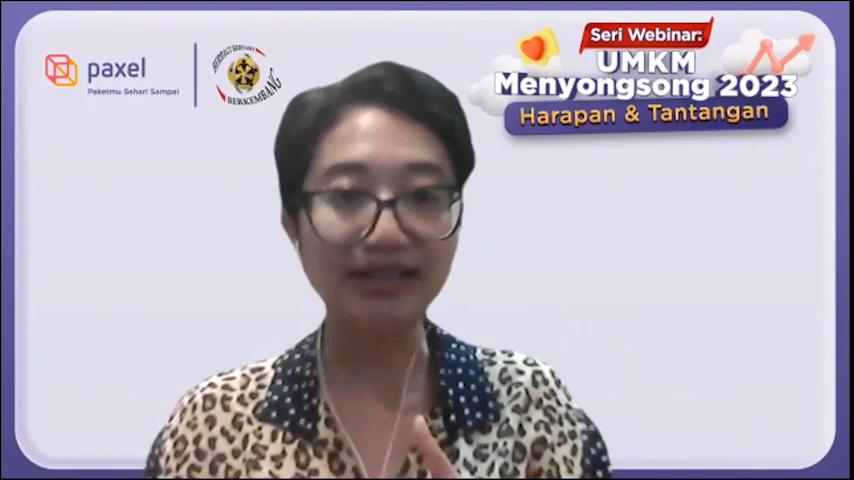 paxel
Paketmu Sehari Sampai
BERKEMBANG
Seri Webinar:
UMKM
Menyongsong 2023
Harapan & Tantangan